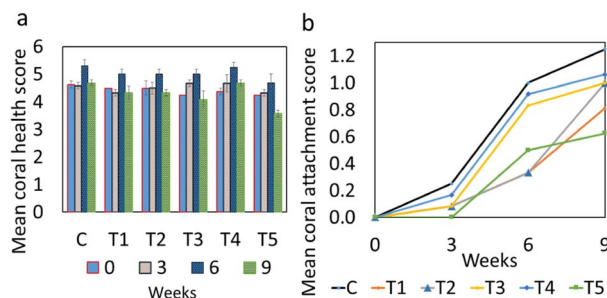 a
Mean coral health score
6
5
4
3
2
1
0
C T1 T2 T3 T4 T5
0 3 6 9
Weeks
b
Mean coral attachment score
1.2
1.0
0.8
0.6
0.4
0.2
0.0
0 3 6 9
Weeks
C T1 T2 T3 T4 T5